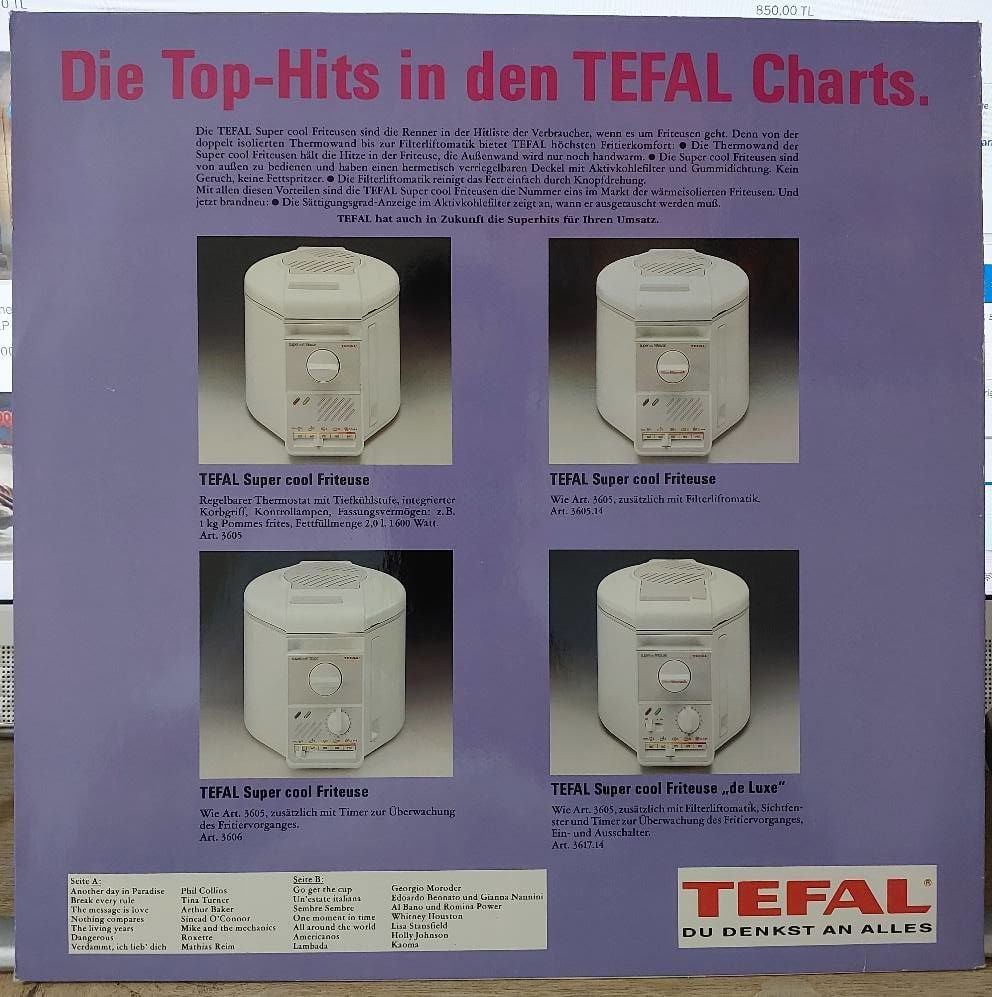 850,00 TL
Die Top-Hits in den TEFAL Charts.
Die TEFAL Super cool Friteusen sind die Renner in der Hitliste der Verbraucher, wenn es um Friteusen geht. Denn von der
doppelt isolierten Thermowand bis zur Filterliftomatik bietet TEFAL höchsten Fritierkomfort: ● Die Thermowand der
Super cool Friteusen hält die Hitze in der Friteuse, die Außenwand wird nur noch handwarm. ● Die Super cool Friteusen sind
von außen zu bedienen und haben einen hermetisch verriegelbaren Deckel mit Aktivkohlefilter und Gummidichtung. Kein
Geruch, keine Fettspritzer. ● Die Filterliftomatik reinigt das Fett einfach durch Knopfdrehung.
Mit allen diesen Vorteilen sind die TEFAL Super cool Friteusen die Nummer eins im Markt der wärmeisolierten Friteusen. Und
jetzt brandneu: ● Die Sättigungsgrad-Anzeige im Aktivkohlefilter zeigt an, wann er ausgetauscht werden muß.
TEFAL hat auch in Zukunft die Superhits für Ihren Umsatz.
TEFAL Super cool Friteuse
Regelbarer Thermostat mit Tiefkühlstufe, integrierter
Korbgriff, Kontrollampen, Fassungsvermögen: z. B.
1 kg Pommes frites, Fettfüllmenge 2,0 l. 1600 Watt.
Art. 3605
TEFAL Super cool Friteuse
Wie Art. 3605, zusätzlich mit Filterliftomatik.
Art. 3605.14
TEFAL Super cool Friteuse
Wie Art. 3605, zusätzlich mit Timer zur Überwachung
des Fritiervorganges.
Art. 3606
TEFAL Super cool Friteuse „de Luxe“
Wie Art. 3605, zusätzlich mit Filterliftomatik, Sichtfen-
ster und Timer zur Überwachung des Fritiervorganges,
Ein- und Ausschalter.
Art. 3617.14
Seite A:
Another day in Paradise Phil Collins
Break every rule Tina Turner
The message is love Arthur Baker
Nothing compares Sinead O'Connor
The living years Mike and the mechanics
Dangerous Roxette
Verdammt, ich lieb' dich Mathias Reim
Seite B:
Go get the cup Georgio Moroder
Un'estate italiana Edoardo Bennato und Gianna Nannini
Sembre Sembre Al Bano und Romina Power
One moment in time Whitney Houston
All around the world Lisa Stansfield
Americanos Holly Johnson
Lambada Kaoma
TEFAL®
DU DENKST AN ALLES